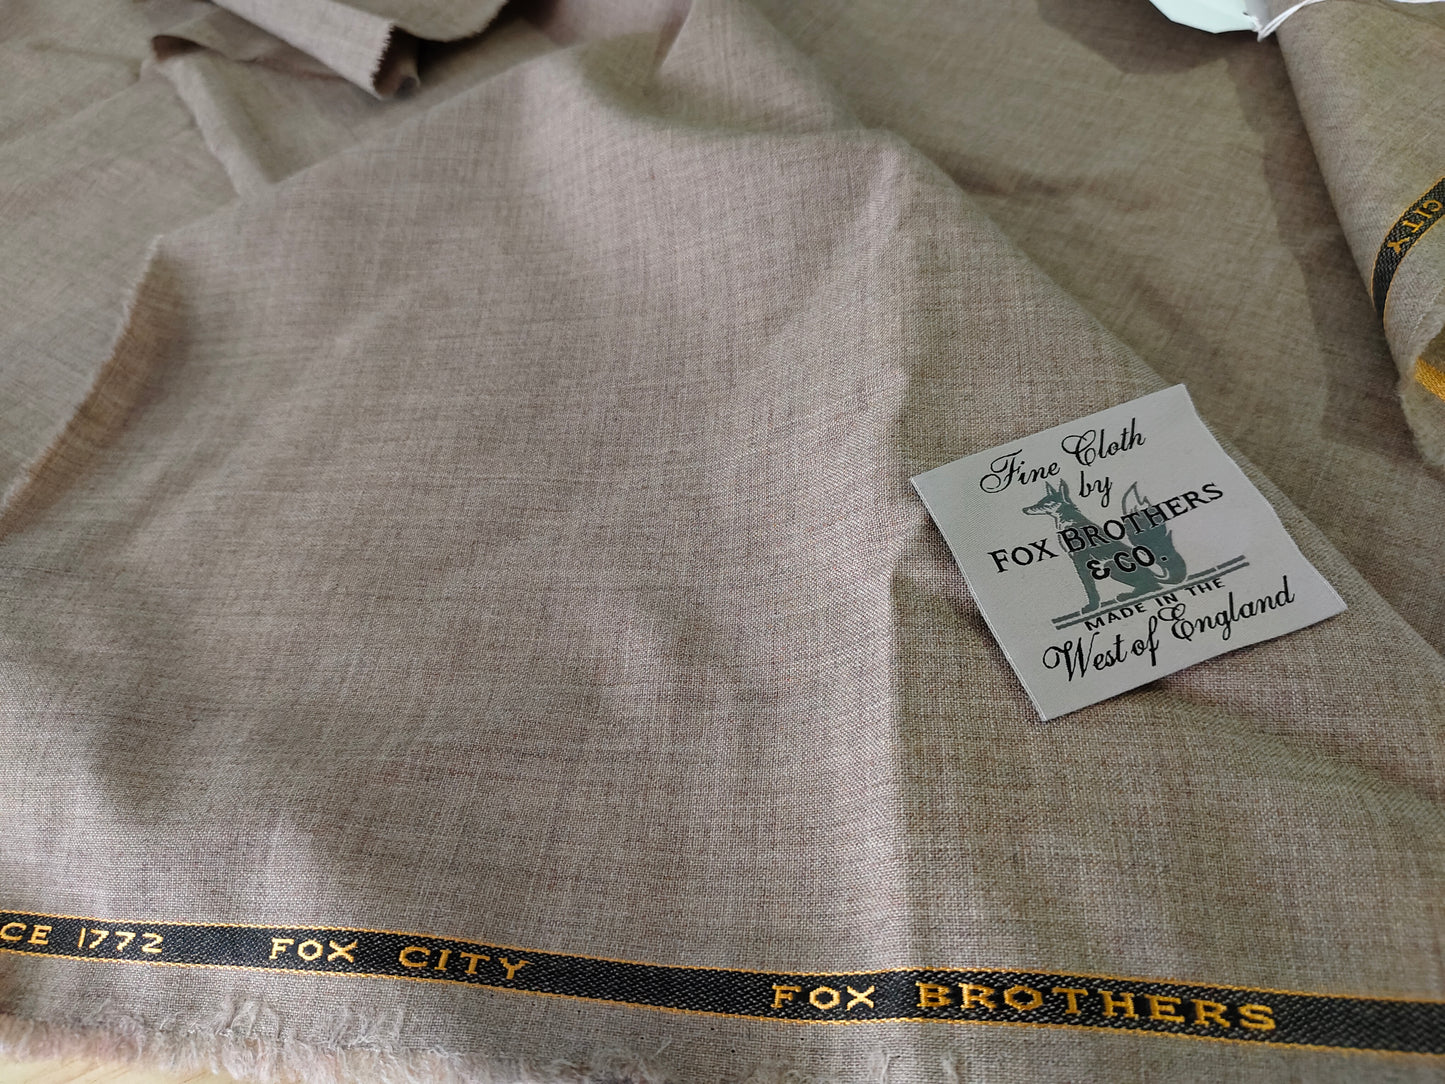 CITY
Fine Cloth
by
FOX BROTHERS
& CO.
MADE IN THE
West of England
CE 1772 FOX CITY FOX BROTHERS